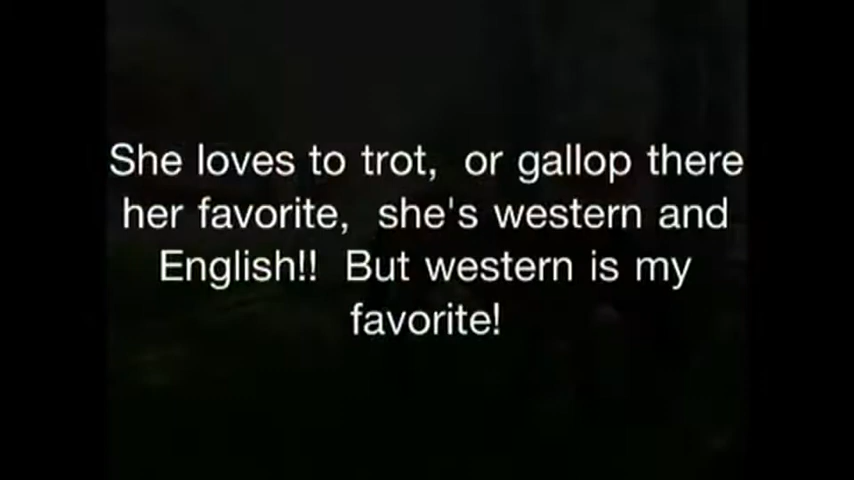 She loves to trot,  or gallop there
her favorite,  she's western and
English!!  But western is my
favorite!